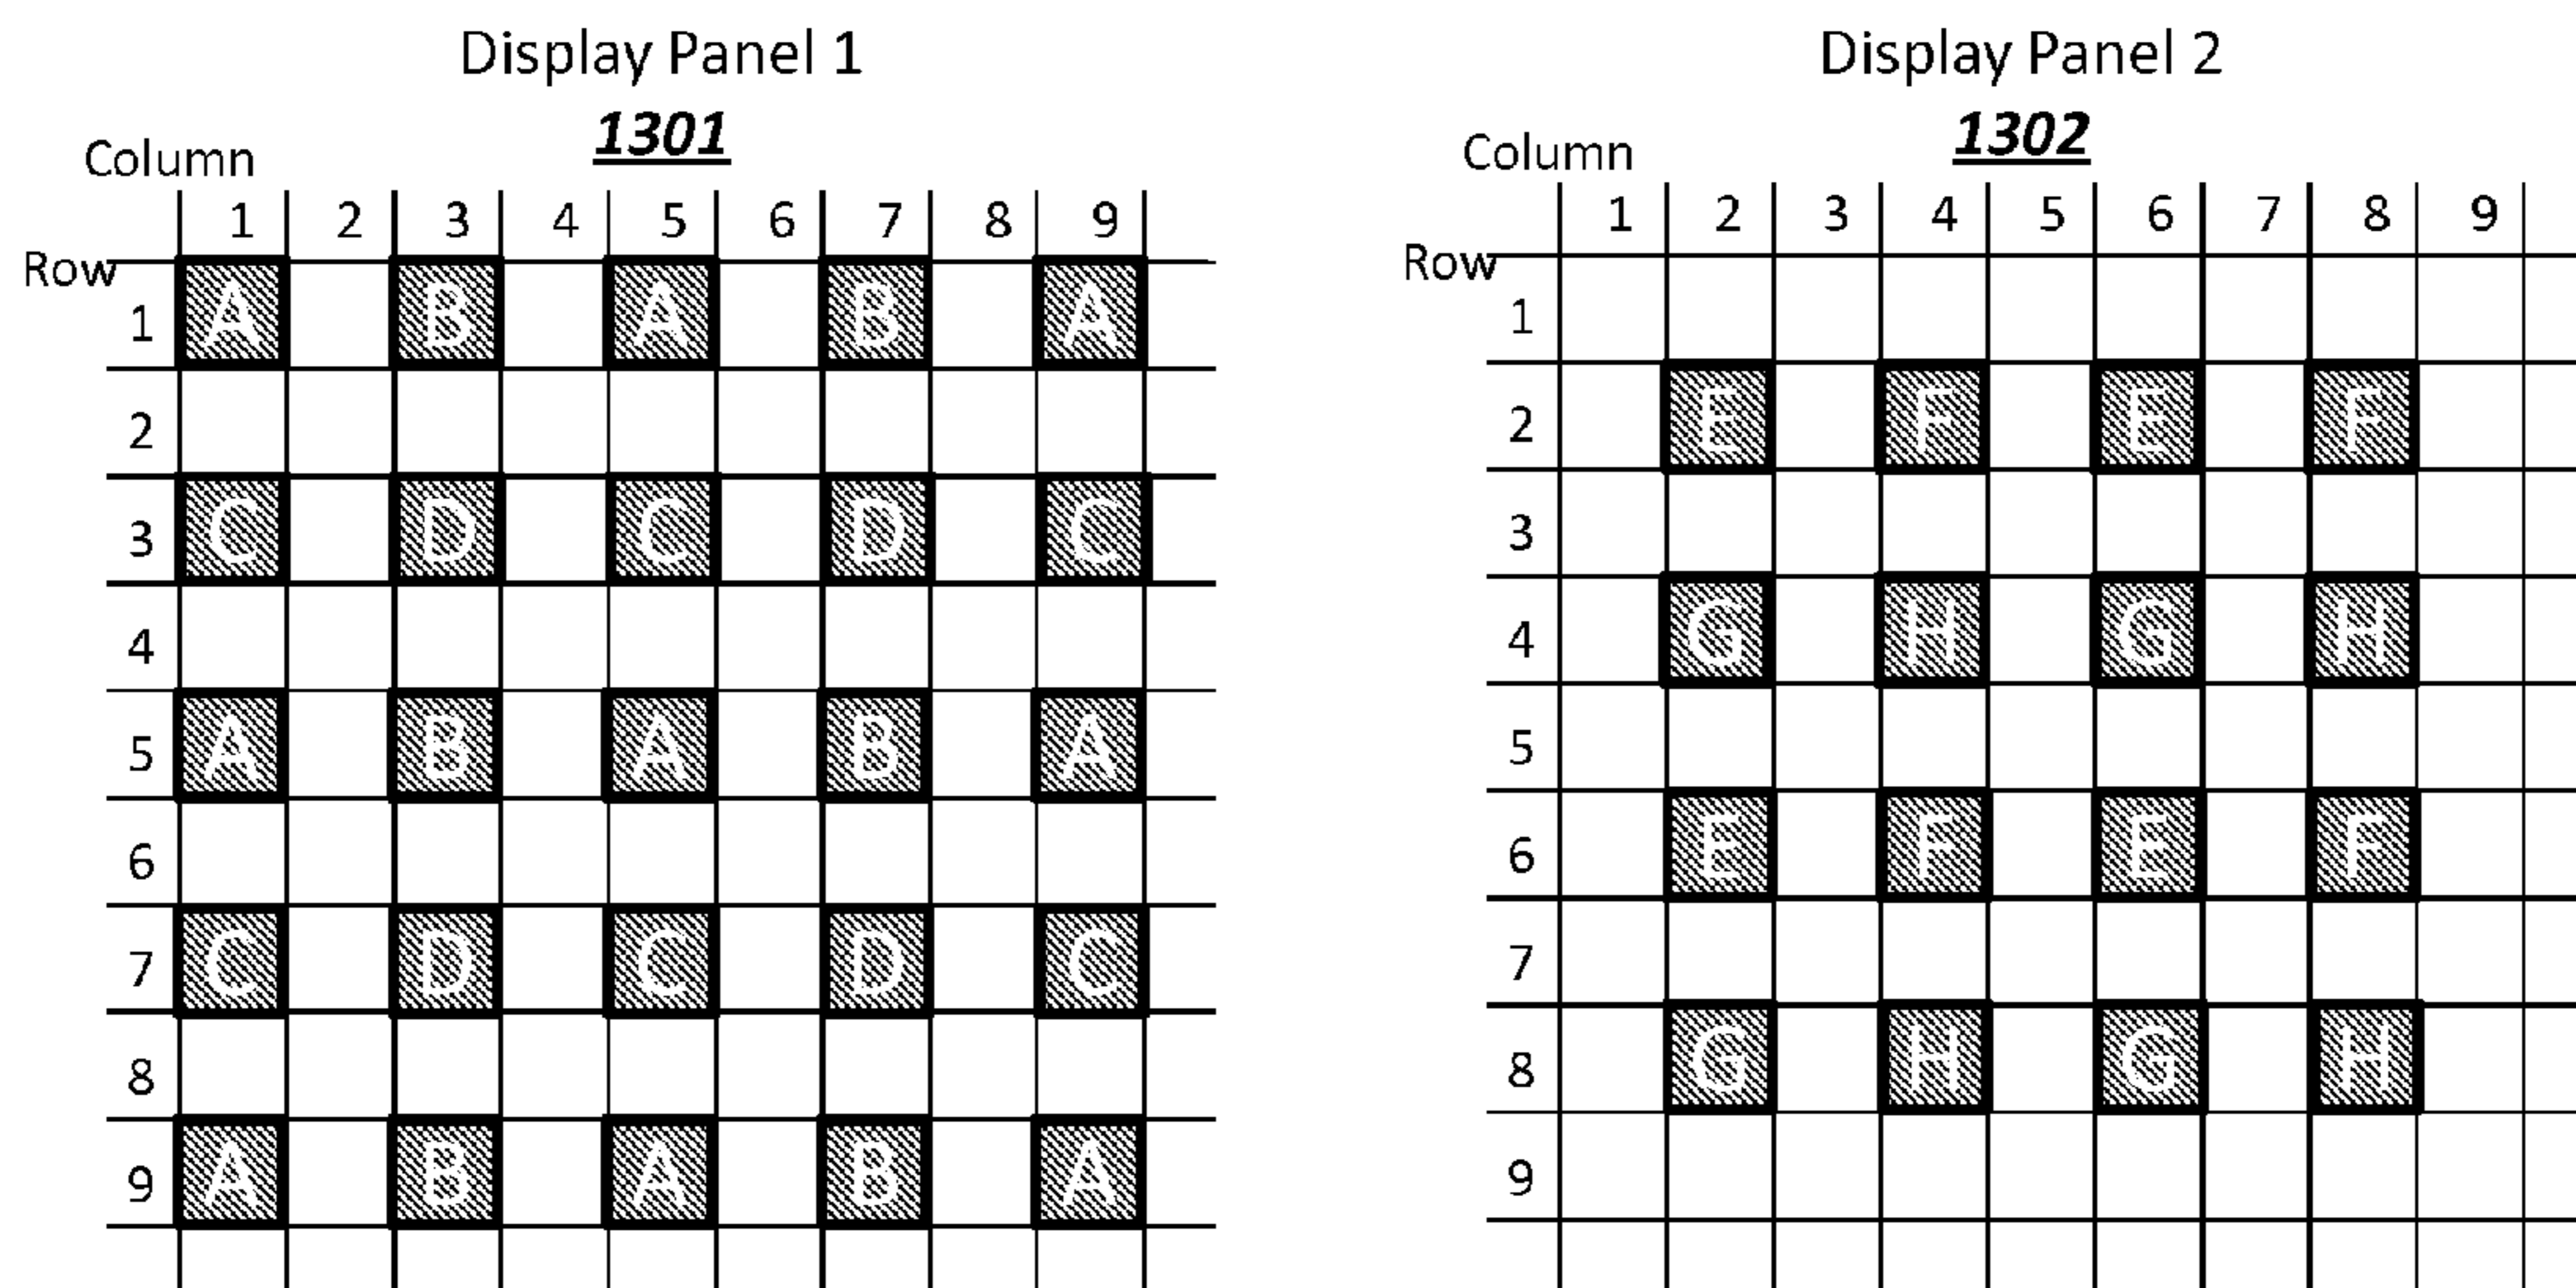 Display Panel 1
1301
Column
1 2 3 4 5 6 7 8 9
Row
1 A B A B A
2
3 C D C D C
4
5 A B A B A
6
7 C D C D C
8
9 A B A B A
Display Panel 2
1302
Column
1 2 3 4 5 6 7 8 9
Row
1
2 E F E F
3
4 G H G H
5
6 E F E F
7
8 G H G H
9